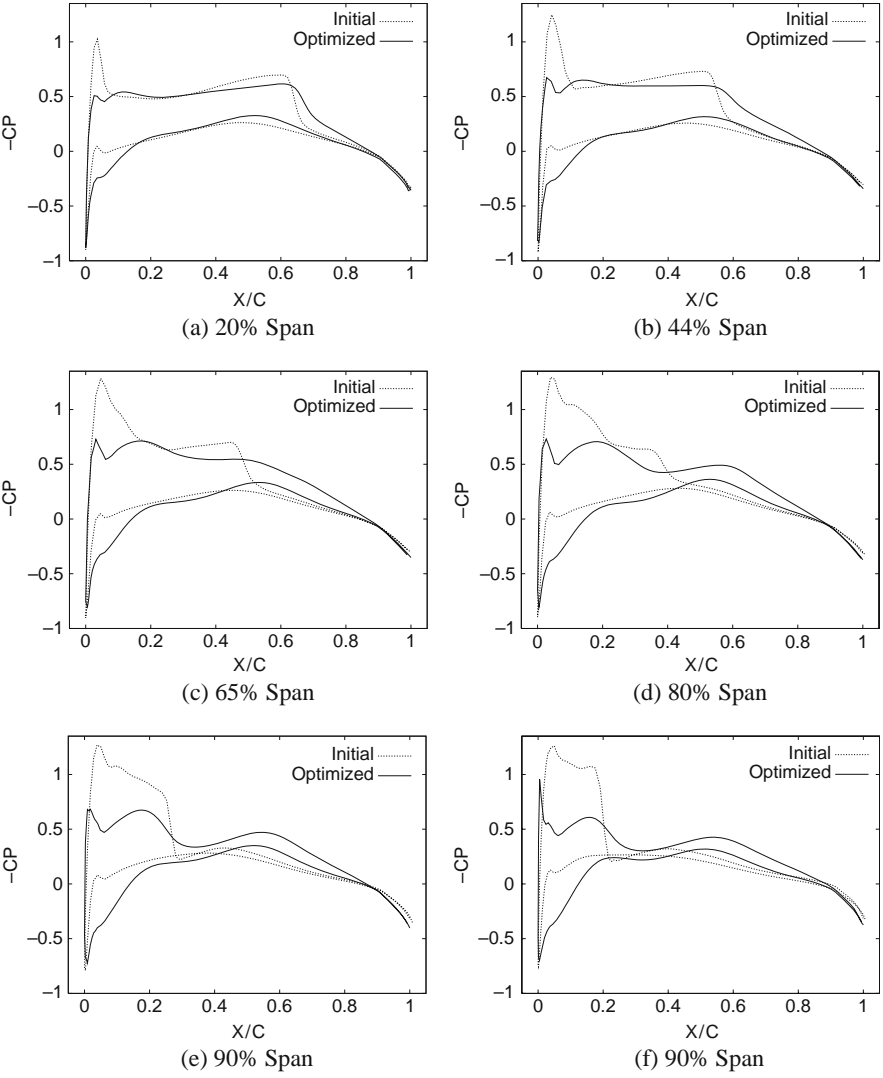 Initial
Optimized
1
0.5
0
–0.5
–1
–CP
0
0.2
0.4
0.6
0.8
1
X/C
(a) 20% Span
Initial
Optimized
1
0.5
0
–0.5
–1
–CP
0
0.2
0.4
0.6
0.8
1
X/C
(b) 44% Span
Initial
Optimized
1
0.5
0
–0.5
–1
–CP
0
0.2
0.4
0.6
0.8
1
X/C
(c) 65% Span
Initial
Optimized
1
0.5
0
–0.5
–1
–CP
0
0.2
0.4
0.6
0.8
1
X/C
(d) 80% Span
Initial
Optimized
1
0.5
0
–0.5
–1
–CP
0
0.2
0.4
0.6
0.8
1
X/C
(e) 90% Span
Initial
Optimized
1
0.5
0
–0.5
–1
–CP
0
0.2
0.4
0.6
0.8
1
X/C
(f) 90% Span